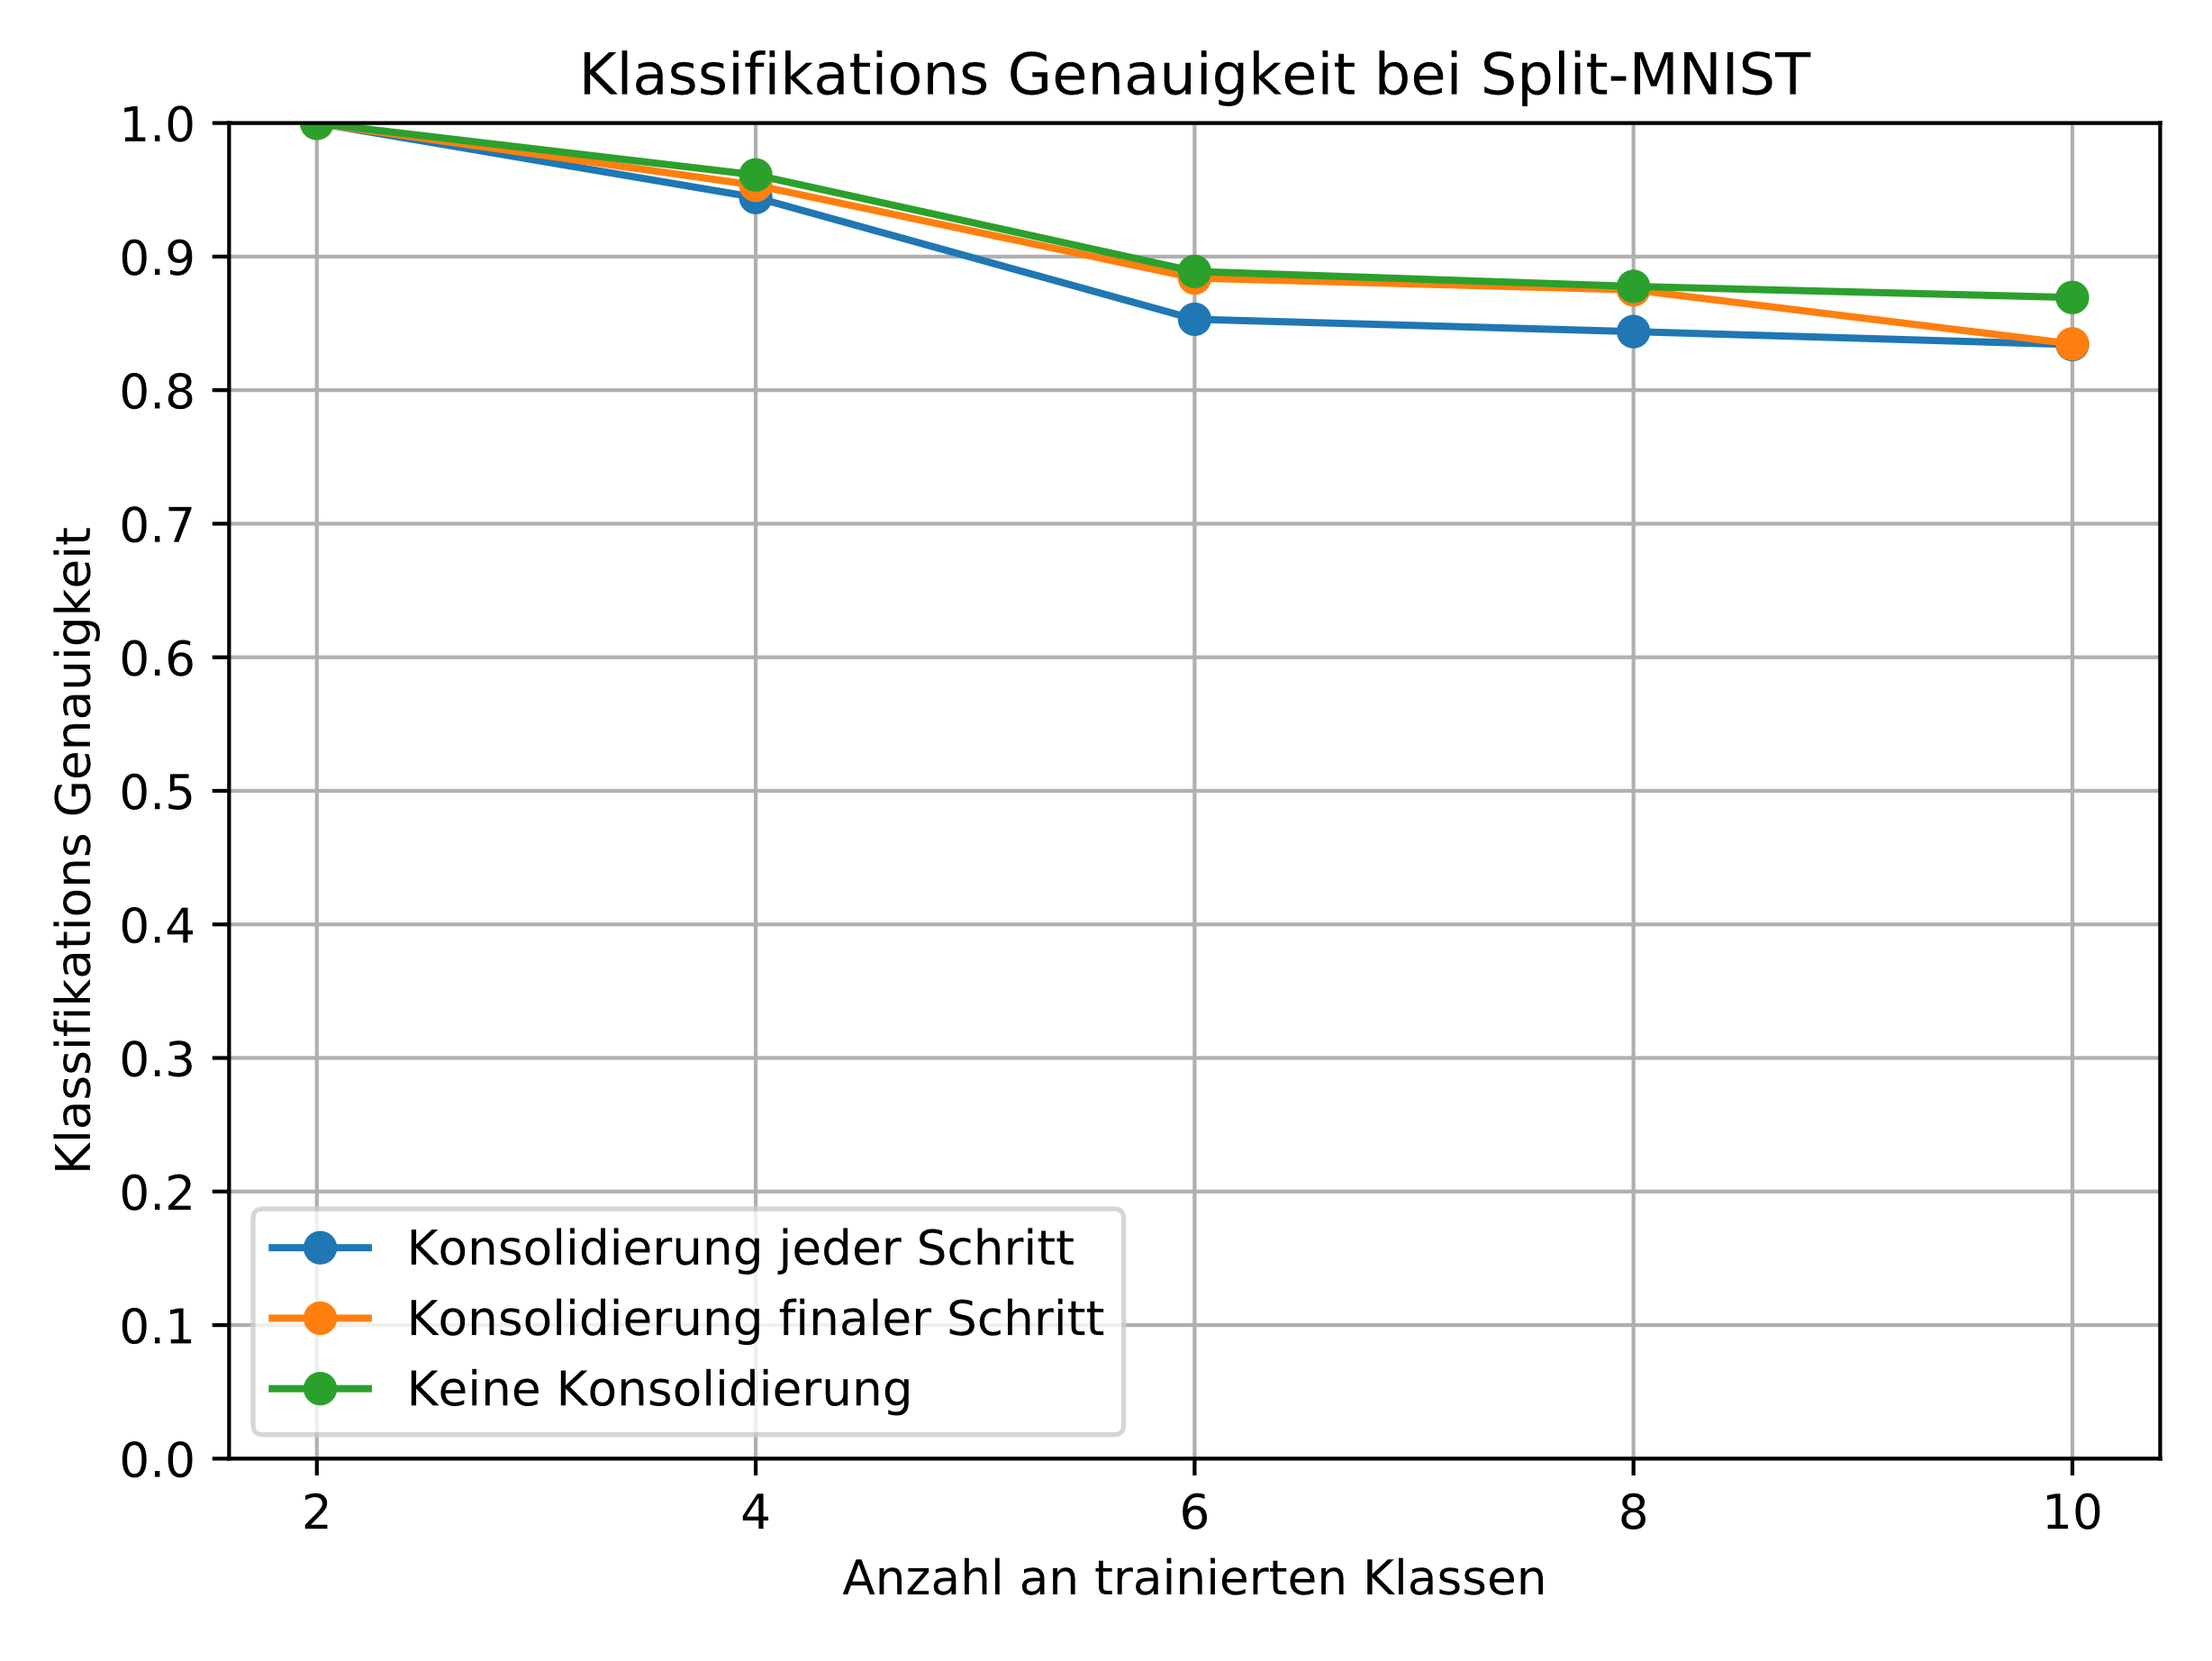 Klassifikations Genauigkeit bei Split-MNIST
1.0
0.9
0.8
0.7
0.6
0.5
0.4
0.3
0.2
0.1
0.0
Klassifikations Genauigkeit
Konsolidierung jeder Schritt
Konsolidierung finaler Schritt
Keine Konsolidierung
2 4 6 8 10
Anzahl an trainierten Klassen